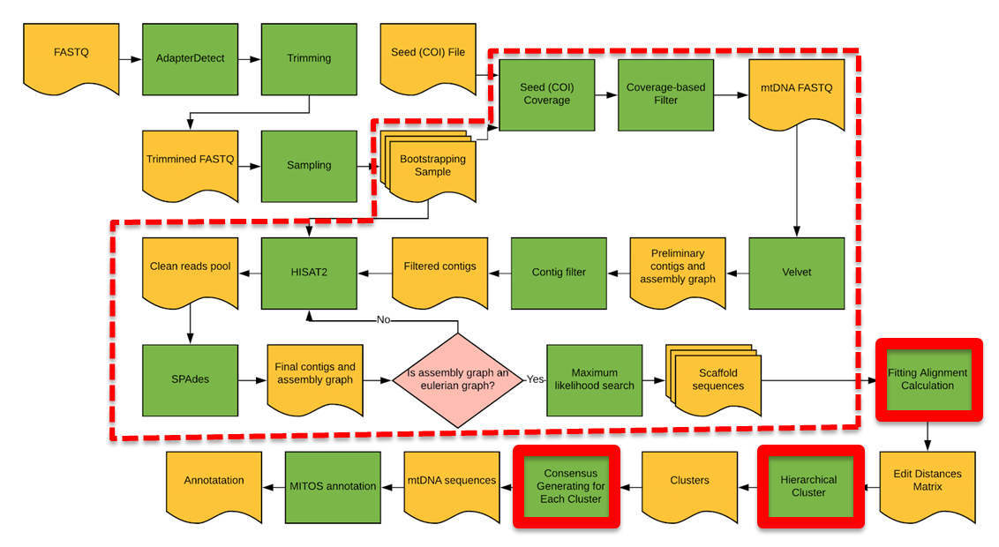 FASTQ
AdapterDetect
Trimming
Seed (COI) File
Seed (COI)
Coverage
Coverage-based
Filter
mtDNA FASTQ
Trimmined FASTQ
Sampling
Bootstrapping
Sample
Clean reads pool
HISAT2
Filtered contigs
Contig filter
Preliminary
contigs and
assembly graph
Velvet
No
SPAdes
Final contigs and
assembly graph
Is assembly graph an
eulerian graph?
Yes
Maximum
likelihood search
Scaffold
sequences
Fitting Alignment
Calculation
Annotatation
MITOS annotation
mtDNA sequences
Consensus
Generating for
Each Cluster
Clusters
Hierarchical
Cluster
Edit Distances
Matrix